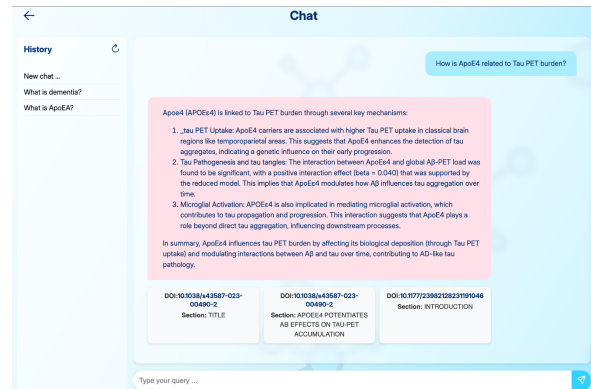 Chat
History
New chat ...
What is dementia?
What is ApoEA?
How is ApoE4 related to Tau PET burden?
Apoe4 (APOEε4) is linked to Tau PET burden through several key mechanisms:
1. _tau PET Uptake: ApoE4 carriers are associated with higher Tau PET uptake in classical brain
regions like temporoparietal areas. This suggests that ApoE4 enhances the detection of tau
aggregates, indicating a genetic influence on their early progression.
2. Tau Pathogenesis and tau tangles: The interaction between ApoEε4 and global Aβ-PET load was
found to be significant, with a positive interaction effect (beta = 0.040) that was supported by
the reduced model. This implies that ApoEε4 modulates how Aβ influences tau aggregation over
time.
3. Microglial Activation: APOEε4 is also implicated in mediating microglial activation, which
contributes to tau propagation and progression. This interaction suggests that ApoE4 plays a
role beyond direct tau aggregation, influencing downstream processes.
In summary, ApoEε4 influences tau PET burden by affecting its biological deposition (through Tau PET
uptake) and modulating interactions between Aβ and tau over time, contributing to AD-like tau
pathology.
DOI:10.1038/s43587-023-
00490-2
Section: TITLE
DOI:10.1038/s43587-023-
00490-2
Section: APOEE4 POTENTIATES
AB EFFECTS ON TAU-PET
ACCUMULATION
DOI:10.1177/23982128231191046
Section: INTRODUCTION
Type your query ...